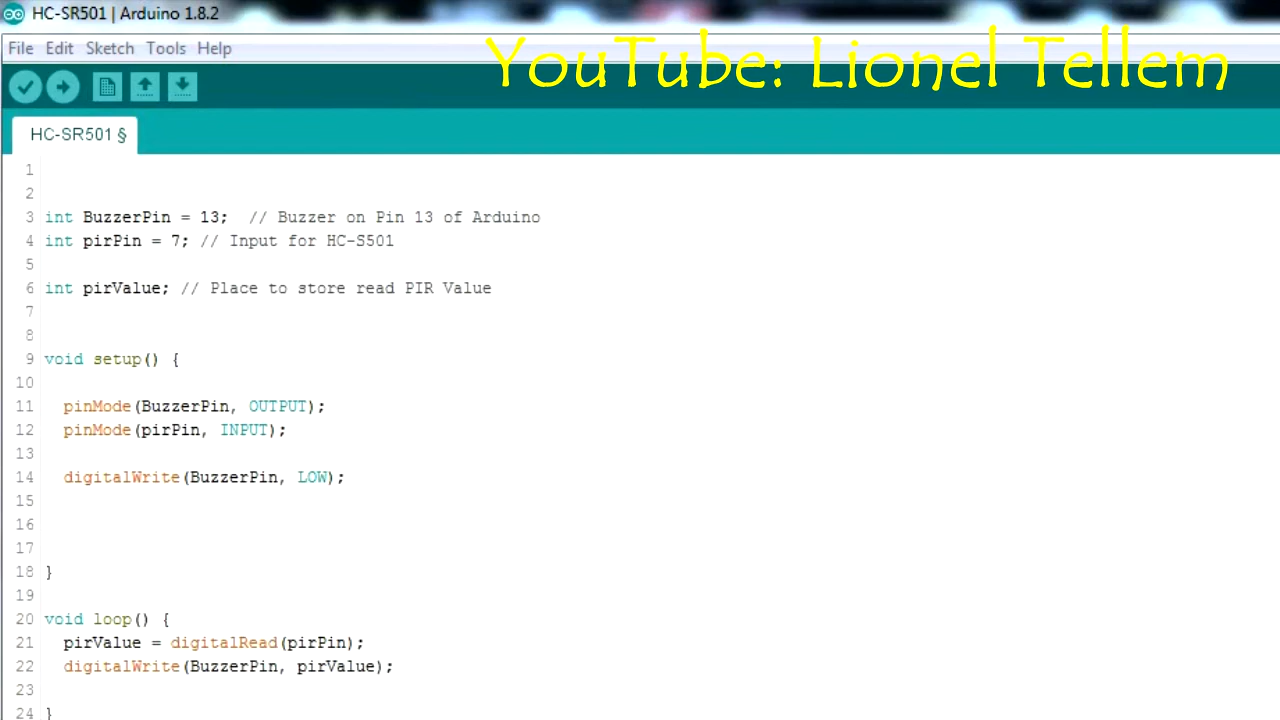 HC-SR501 | Arduino 1.8.2
File Edit Sketch Tools Help
YouTube: Lionel Tellem
HC-SR501 §
1
2
3 int BuzzerPin = 13;  // Buzzer on Pin 13 of Arduino
4 int pirPin = 7; // Input for HC-S501
5
6 int pirValue; // Place to store read PIR Value
7
8
9 void setup() {
10
11   pinMode(BuzzerPin, OUTPUT);
12   pinMode(pirPin, INPUT);
13
14   digitalWrite(BuzzerPin, LOW);
15
16
17
18 }
19
20 void loop() {
21   pirValue = digitalRead(pirPin);
22   digitalWrite(BuzzerPin, pirValue);
23
24 }